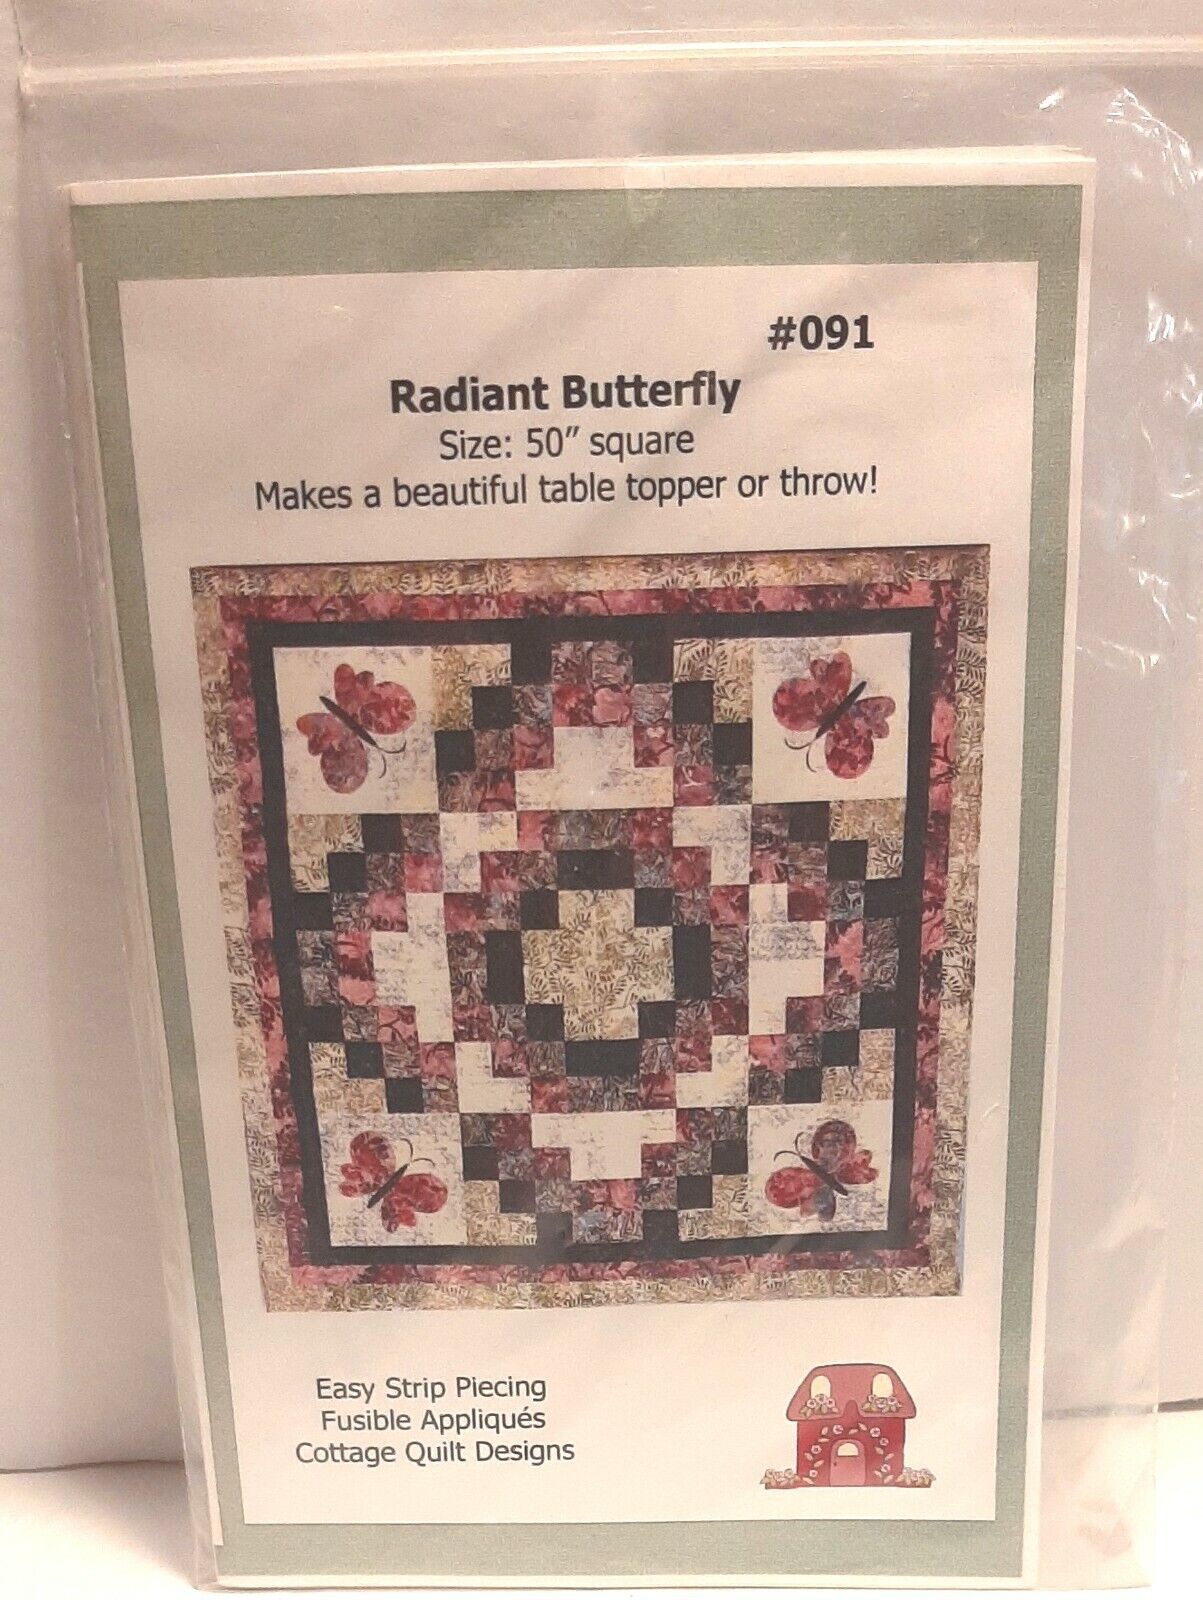 #091
Radiant Butterfly
Size: 50” square
Makes a beautiful table topper or throw!
Easy Strip Piecing
Fusible Appliqués
Cottage Quilt Designs